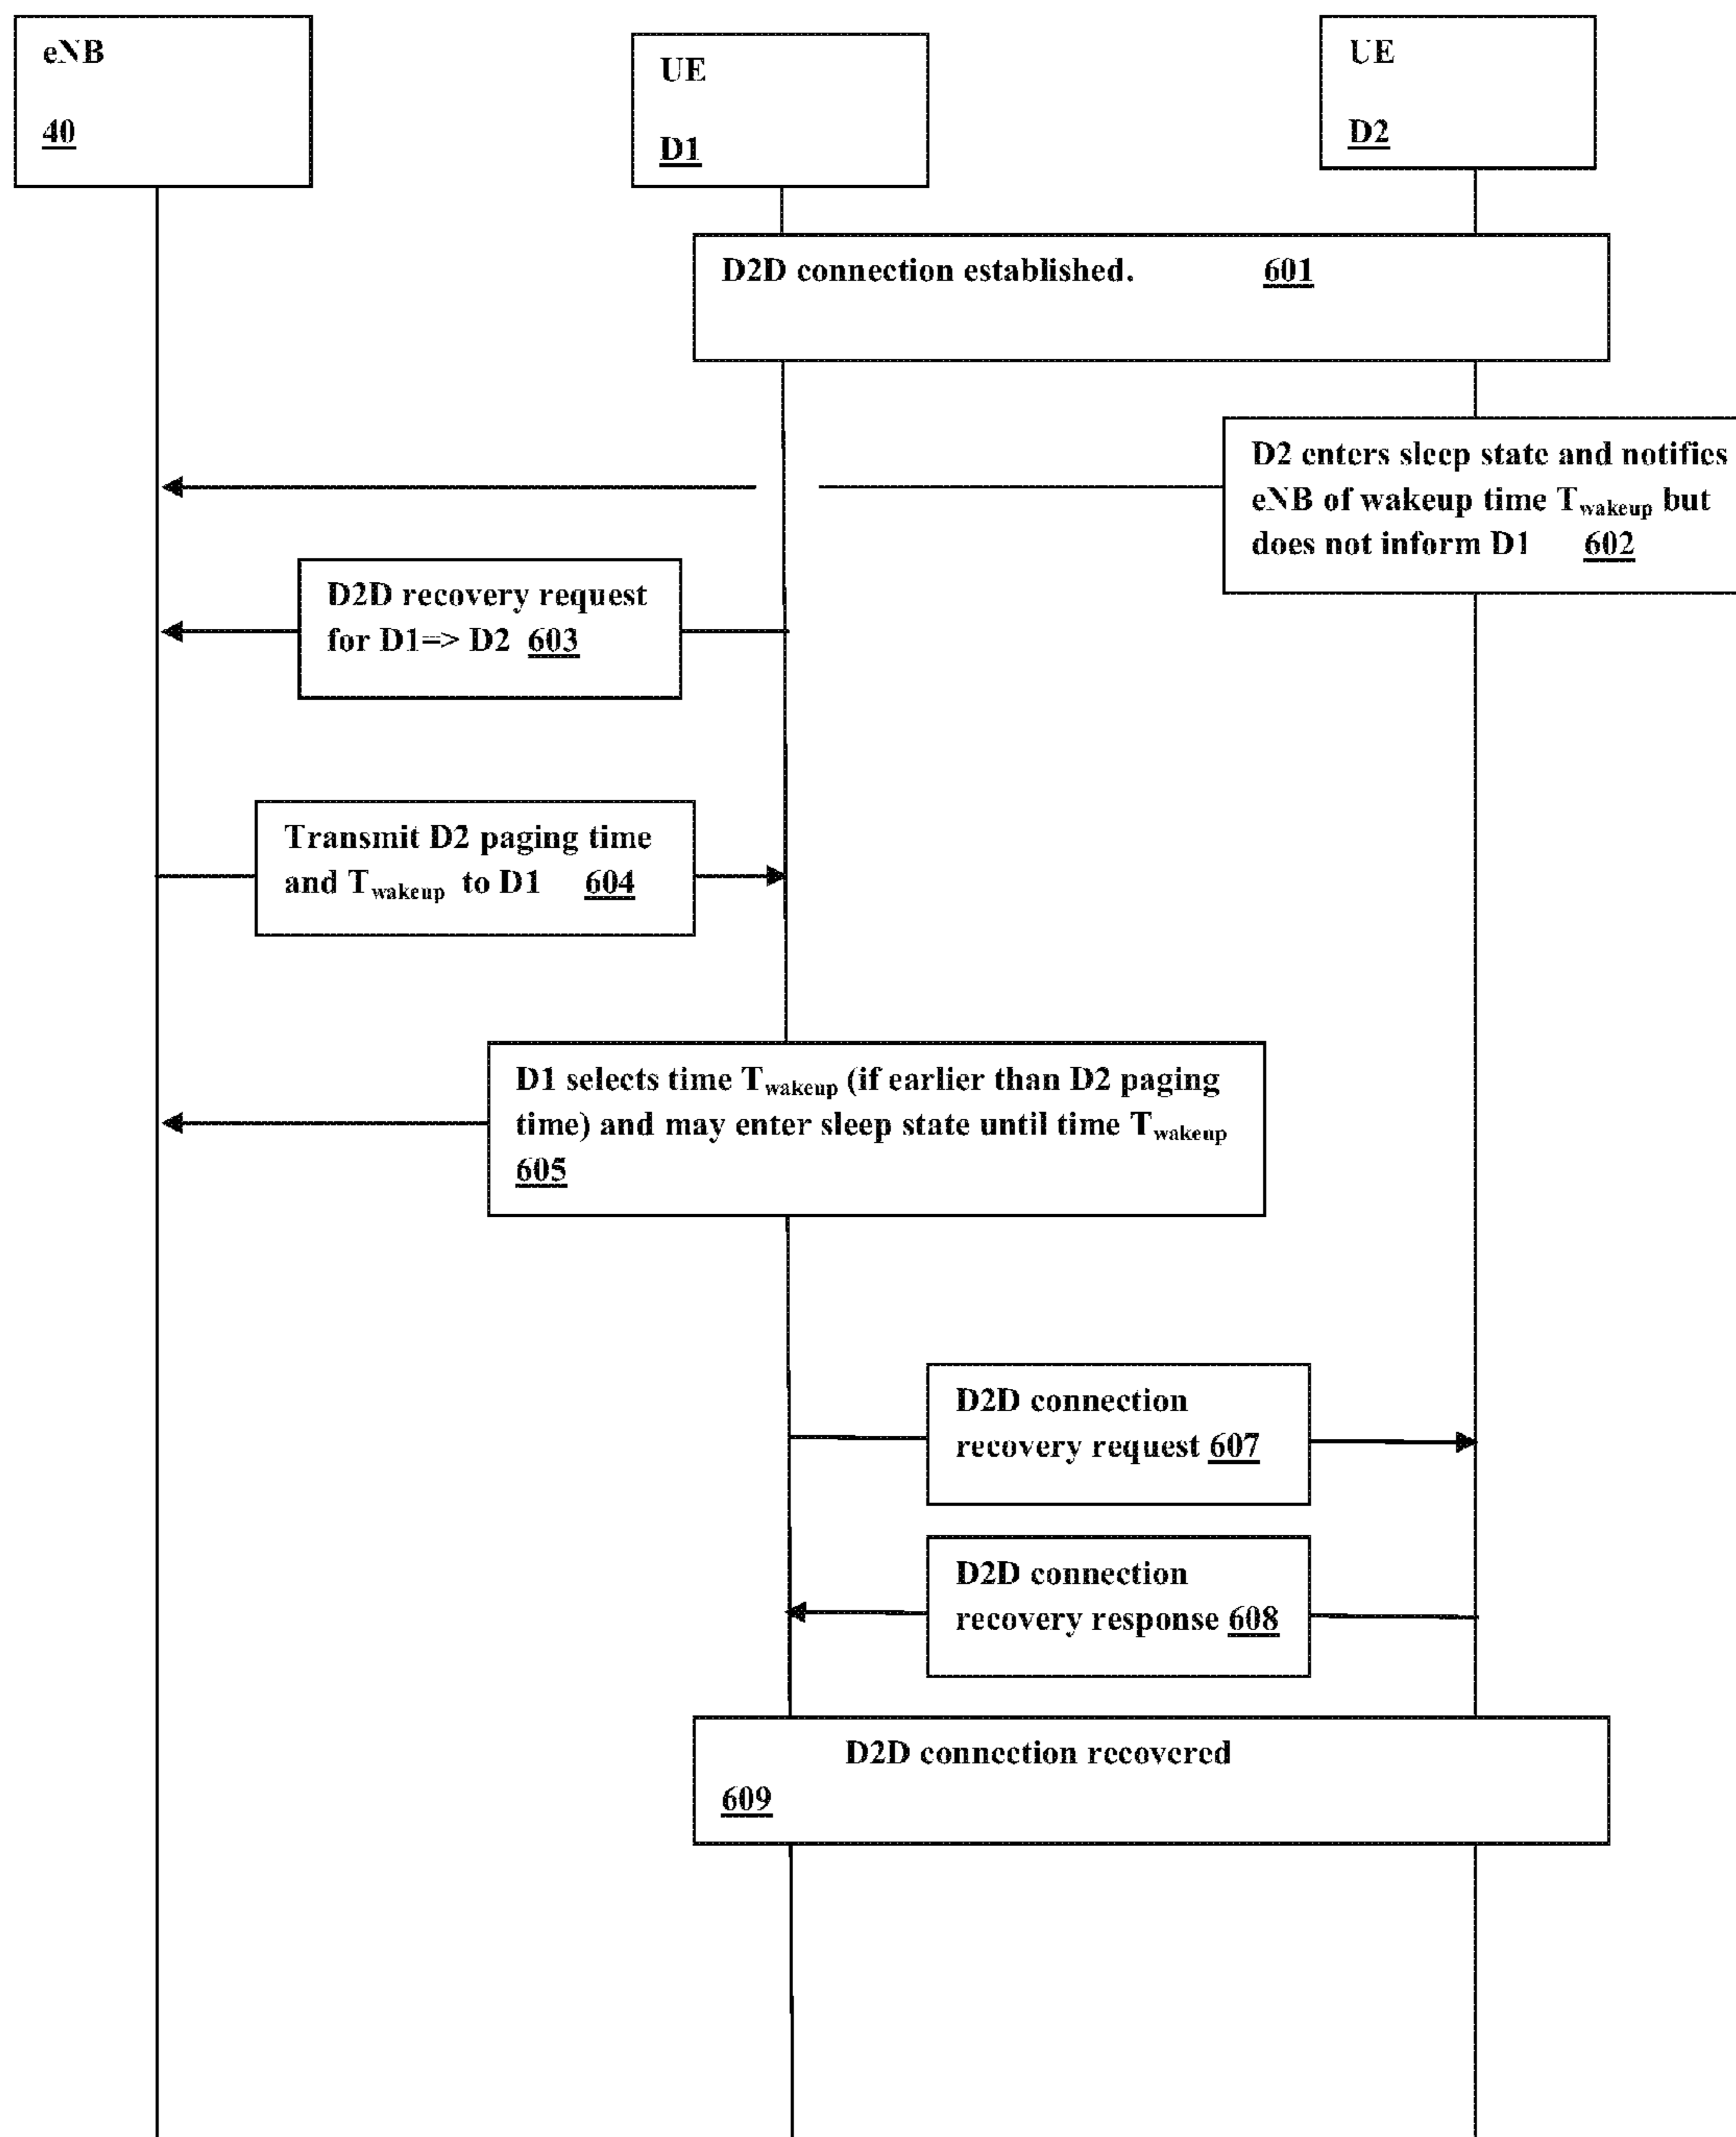 eNB
40
UE
D1
UE
D2
D2D connection established. 601
D2 enters sleep state and notifies
eNB of wakeup time Twakeup but
does not inform D1 602
D2D recovery request
for D1=> D2 603
Transmit D2 paging time
and Twakeup to D1 604
D1 selects time Twakeup (if earlier than D2 paging
time) and may enter sleep state until time Twakeup
605
D2D connection
recovery request 607
D2D connection
recovery response 608
D2D connection recovered
609